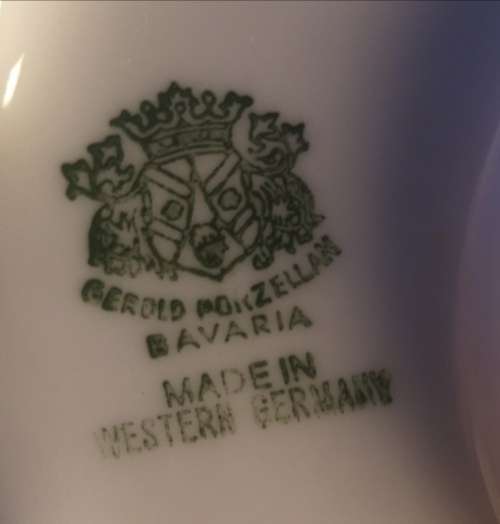 GEROLD PORZELLAN
BAVARIA
MADE IN
WESTERN GERMANY